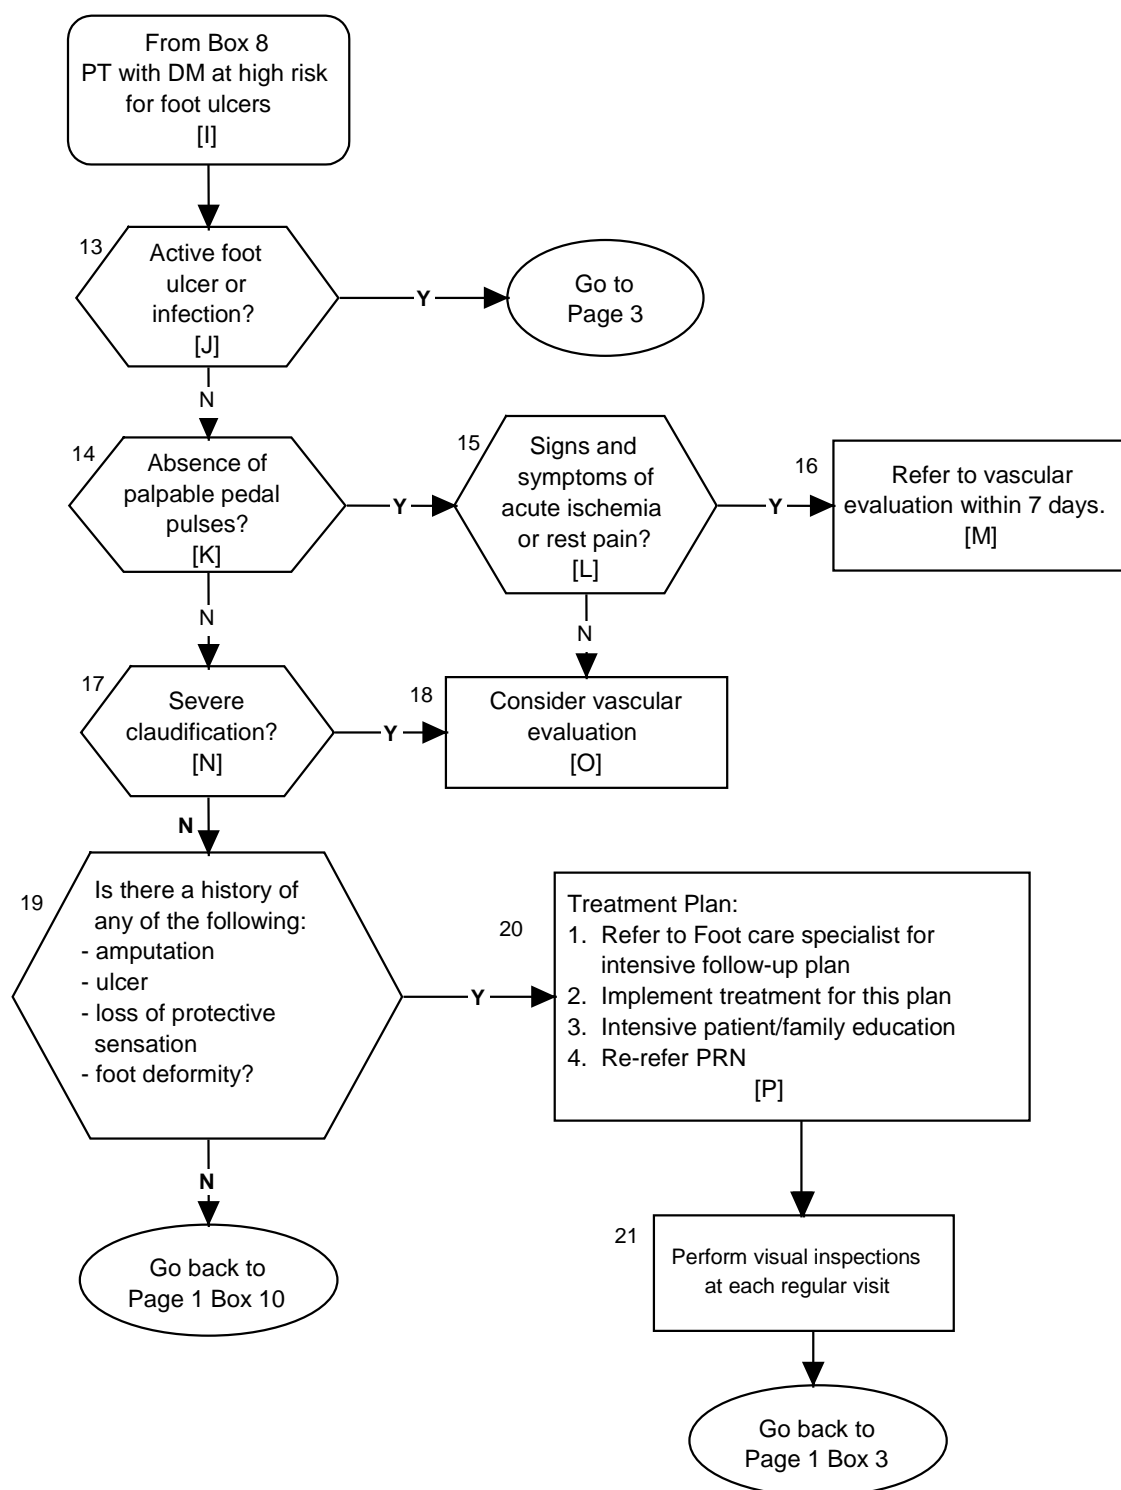 From Box 8
PT with DM at high risk
for foot ulcers
[I]
13
Active foot
ulcer or
infection?
[J]
Y
Go to
Page 3
N
14
Absence of
palpable pedal
pulses?
[K]
Y
15
Signs and
symptoms of
acute ischemia
or rest pain?
[L]
Y
16
Refer to vascular
evaluation within 7 days.
[M]
N
N
17
Severe
claudification?
[N]
Y
18
Consider vascular
evaluation
[O]
N
19
Is there a history of
any of the following:
- amputation
- ulcer
- loss of protective
sensation
- foot deformity?
Y
20
Treatment Plan:
1. Refer to Foot care specialist for
intensive follow-up plan
2. Implement treatment for this plan
3. Intensive patient/family education
4. Re-refer PRN
[P]
N
Go back to
Page 1 Box 10
21
Perform visual inspections
at each regular visit
Go back to
Page 1 Box 3